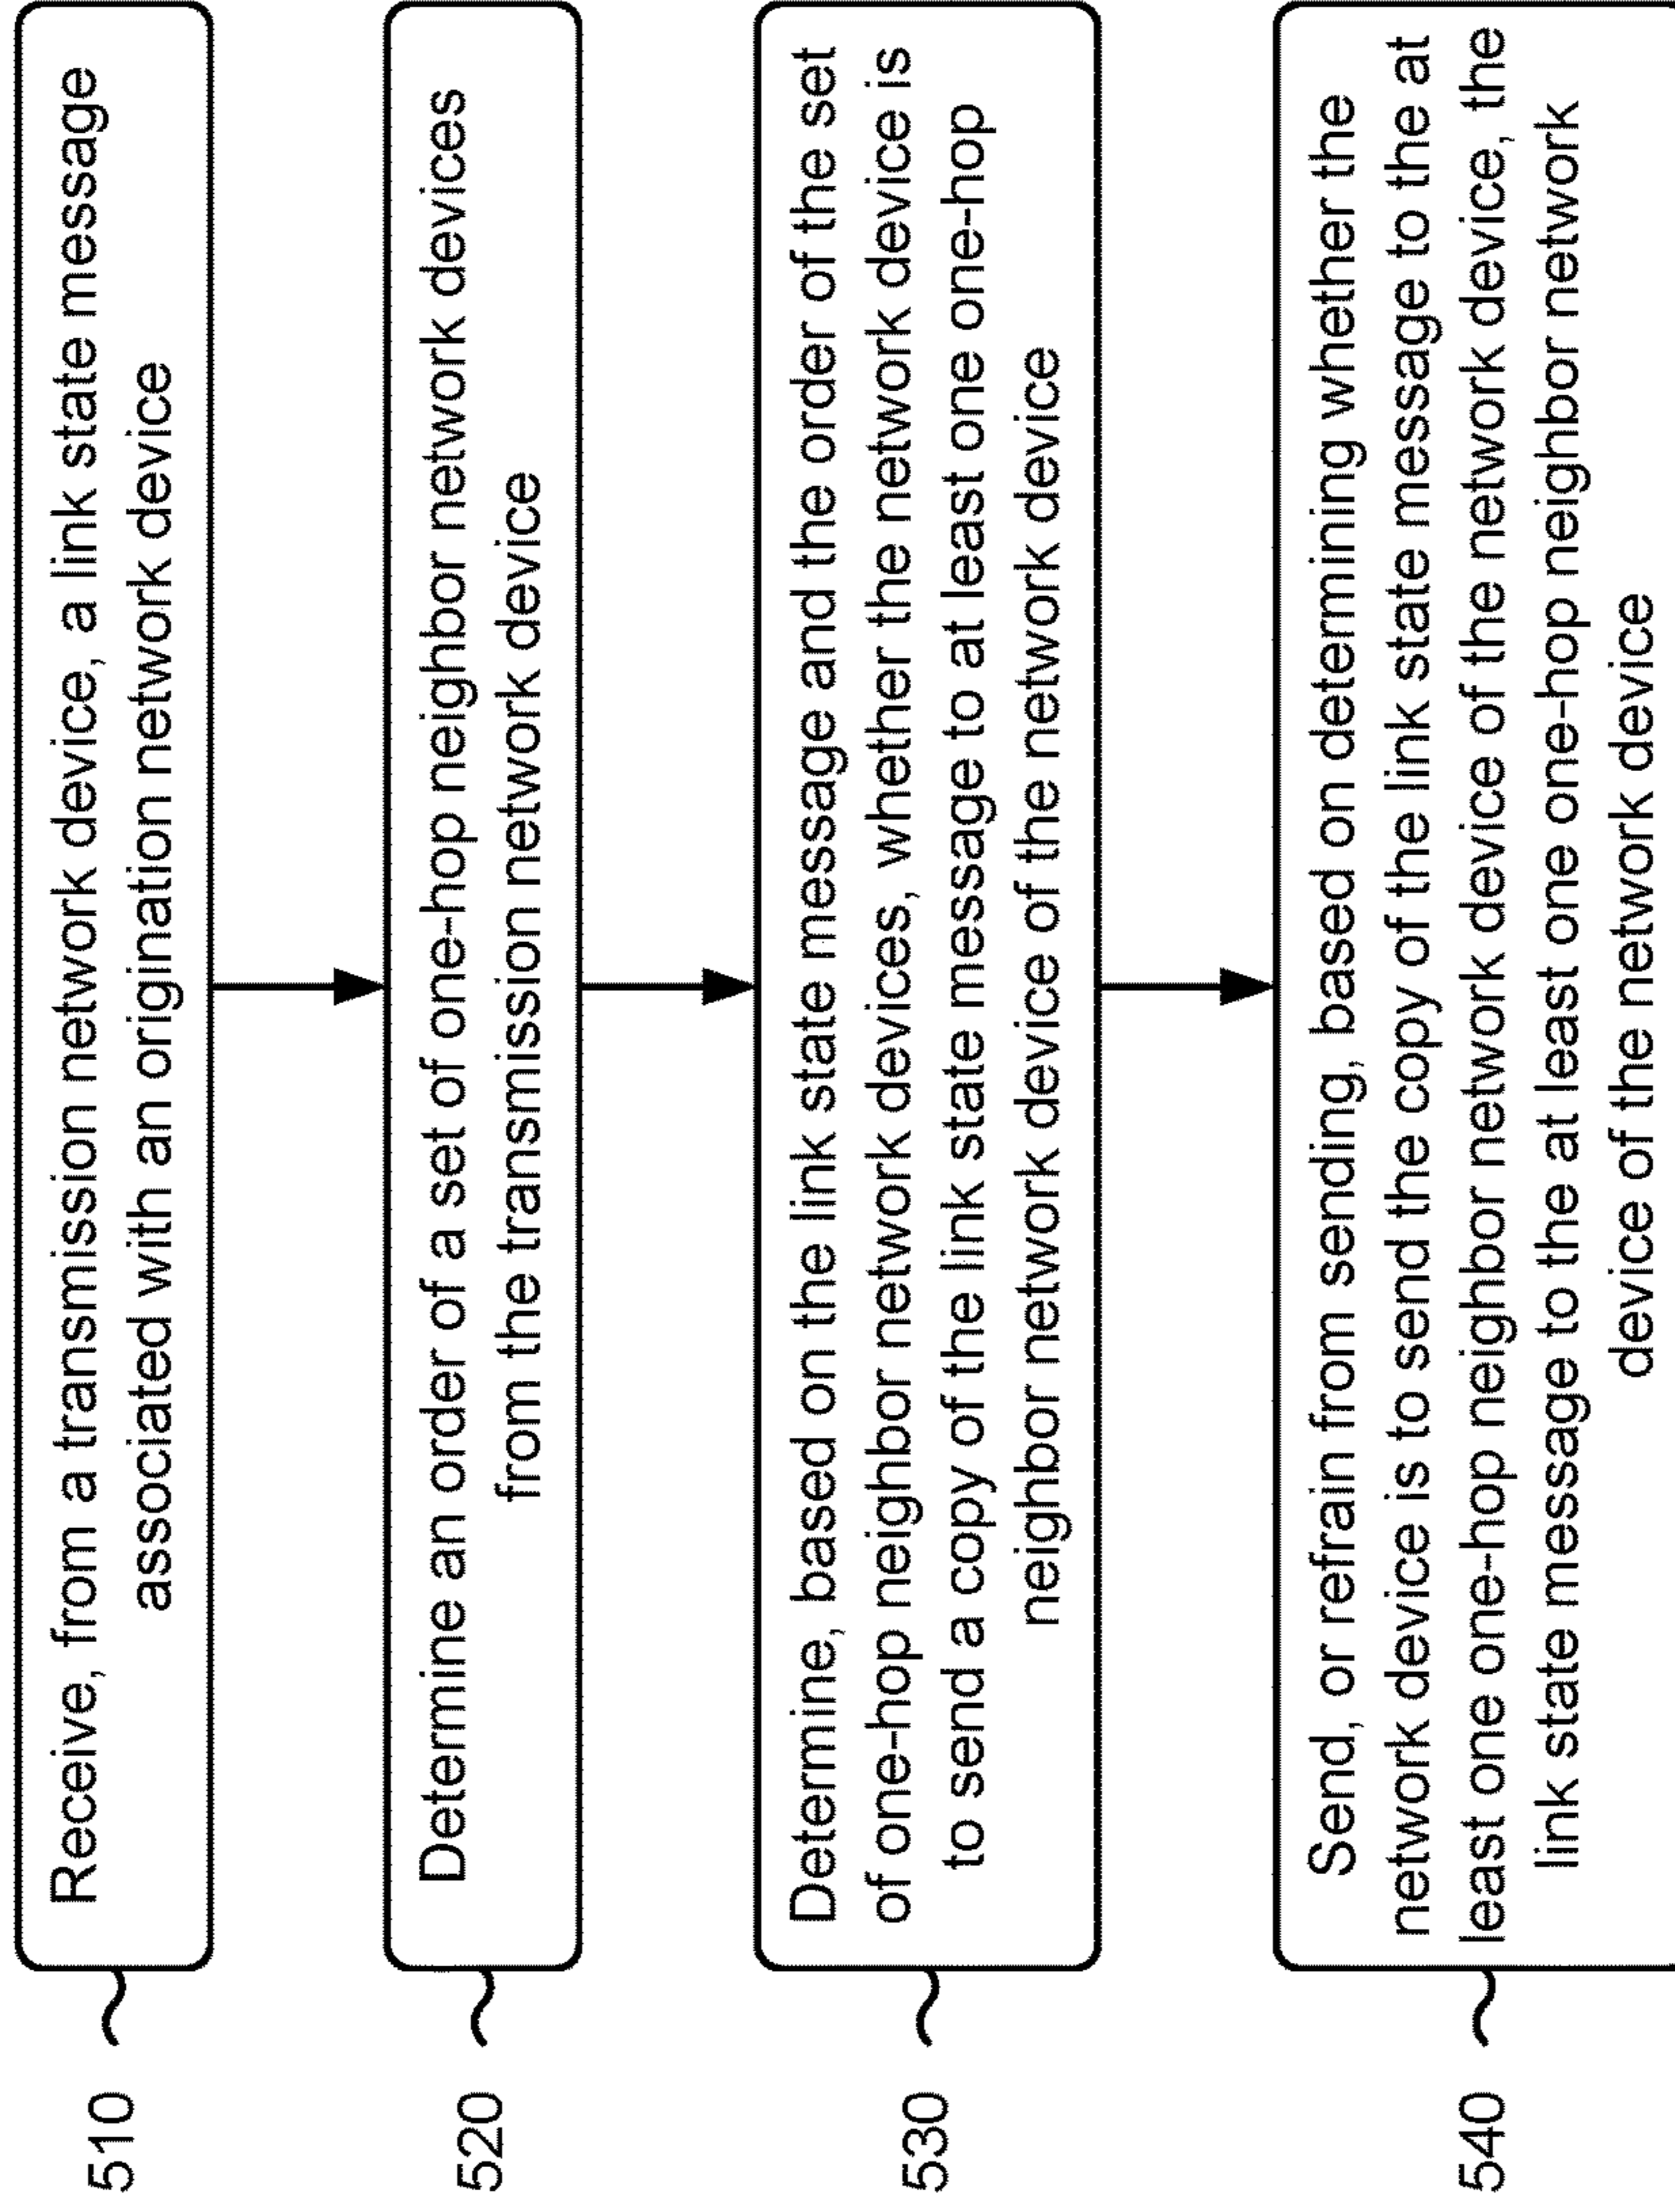 510
Receive, from a transmission network device, a link state message
associated with an origination network device
520
Determine an order of a set of one-hop neighbor network devices
from the transmission network device
530
Determine, based on the link state message and the order of the set
of one-hop neighbor network devices, whether the network device is
to send a copy of the link state message to at least one one-hop
neighbor network device of the network device
540
Send, or refrain from sending, based on determining whether the
network device is to send the copy of the link state message to the at
least one one-hop neighbor network device of the network device, the
link state message to the at least one one-hop neighbor network
device of the network device